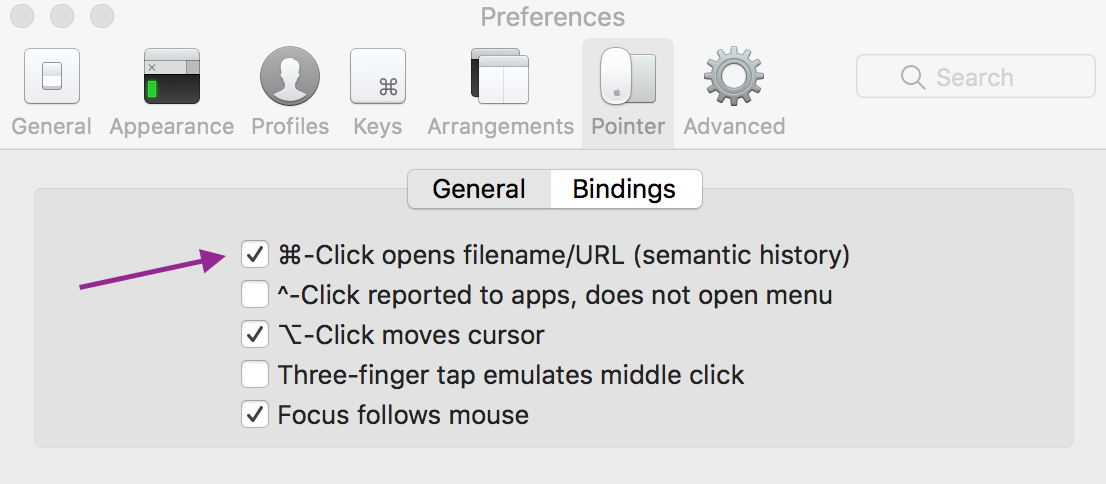 Preferences
General Appearance Profiles Keys Arrangements Pointer Advanced Search
General Bindings
⌘-Click opens filename/URL (semantic history)
^-Click reported to apps, does not open menu
⌥-Click moves cursor
Three-finger tap emulates middle click
Focus follows mouse